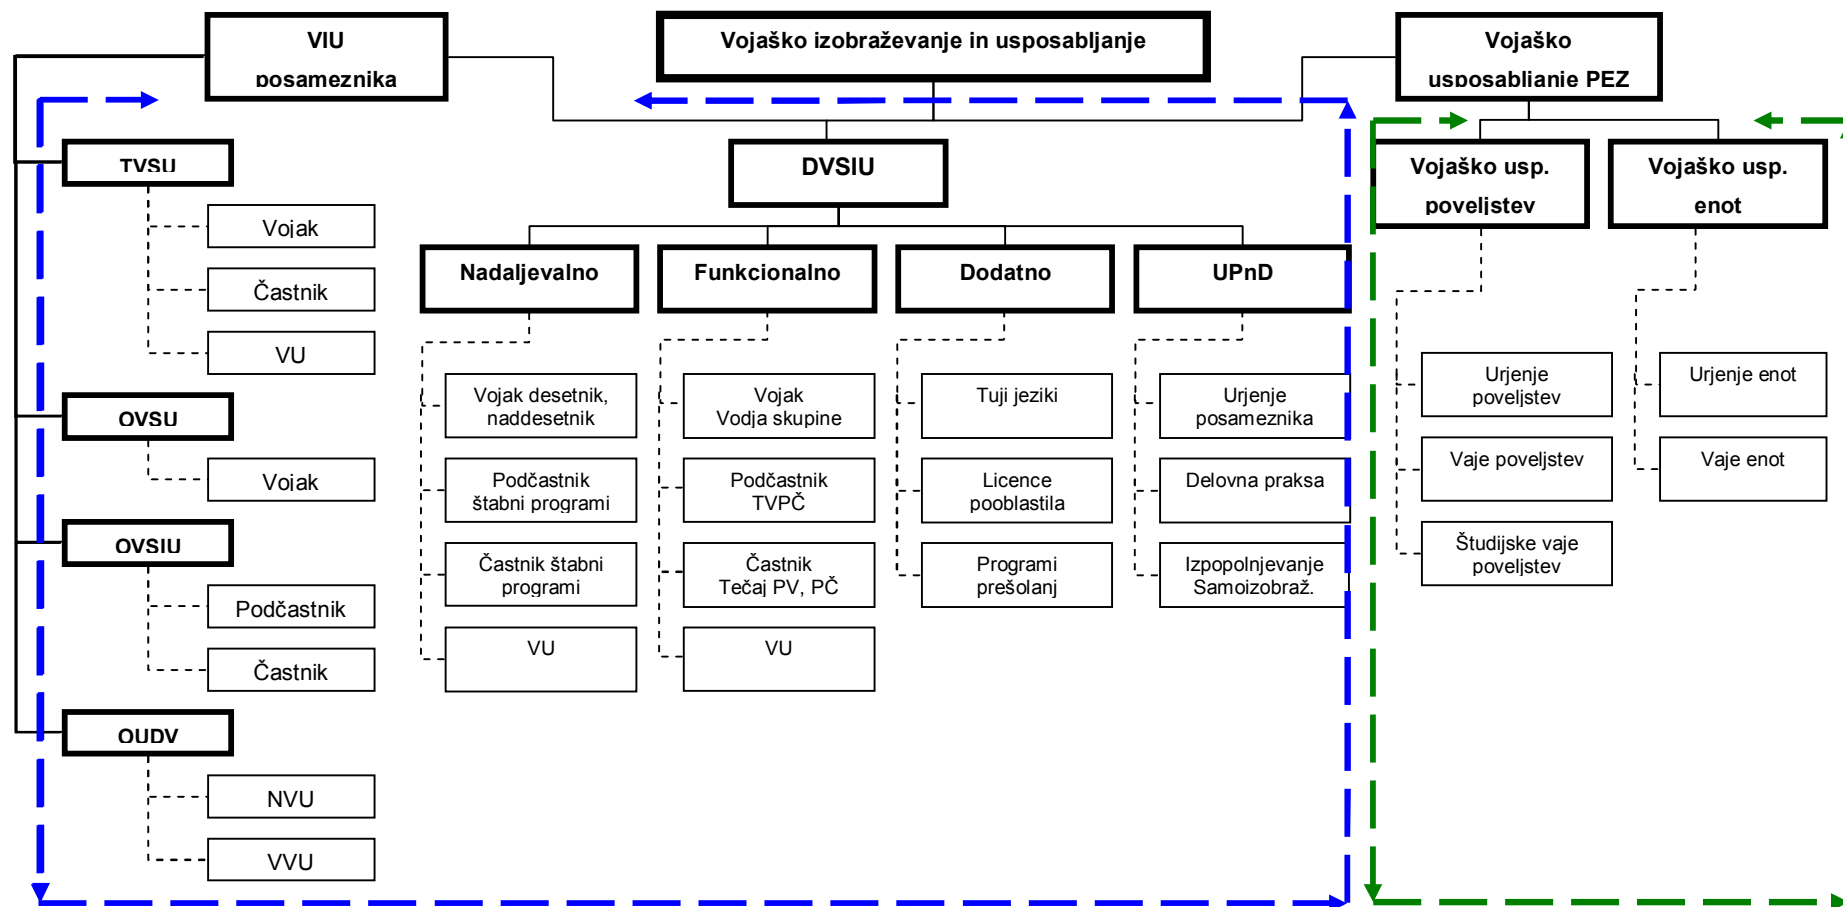 VIU
posameznika
Vojaško izobraževanje in usposabljanje
Vojaško
usposabljanje PEZ
TVSU
Vojak
Častnik
VU
OVSU
Vojak
OVSIU
Podčastnik
Častnik
OUDV
NVU
VVU
DVSIU
Nadaljevalno
Vojak desetnik,
naddesetnik
Podčastnik
štabni programi
Častnik štabni
programi
VU
Funkcionalno
Vojak
Vodja skupine
Podčastnik
TVPČ
Častnik
Tečaj PV, PČ
VU
Dodatno
Tuji jeziki
Licence
pooblastila
Programi
prešolanj
UPnD
Urjenje
posameznika
Delovna praksa
Izpopolnjevanje
Samoizobraž.
Vojaško usp.
poveljstev
Urjenje
poveljstev
Vaje poveljstev
Študijske vaje
poveljstev
Vojaško usp.
enot
Urjenje enot
Vaje enot